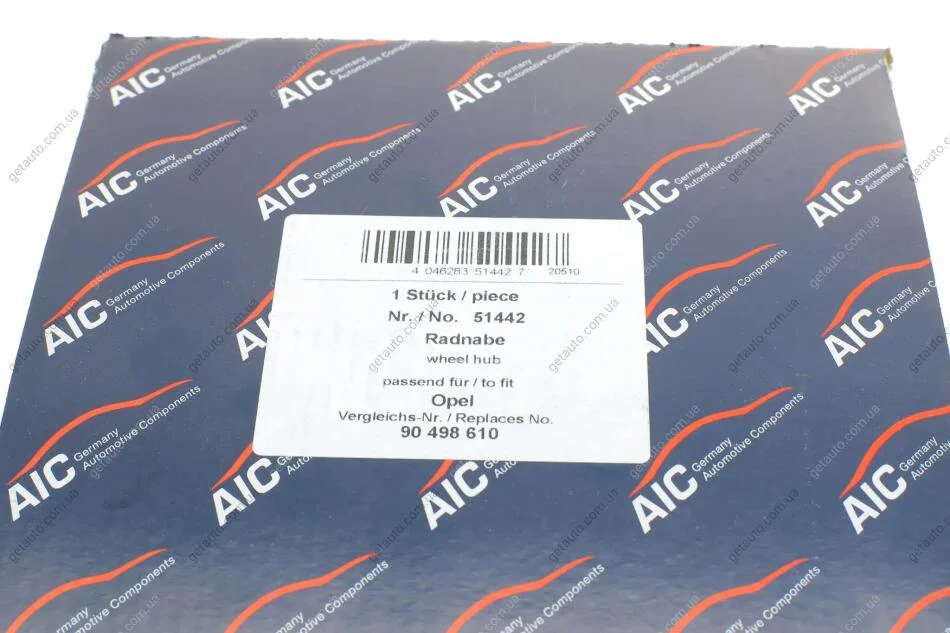 AIC Germany Automotive Components
4 046283 51442 7 20510
1 Stück / piece
Nr. / No. 51442
Radnabe
wheel hub
passend für / to fit
Opel
Vergleichs-Nr. / Replaces No.
90 498 610
getauto.com.ua